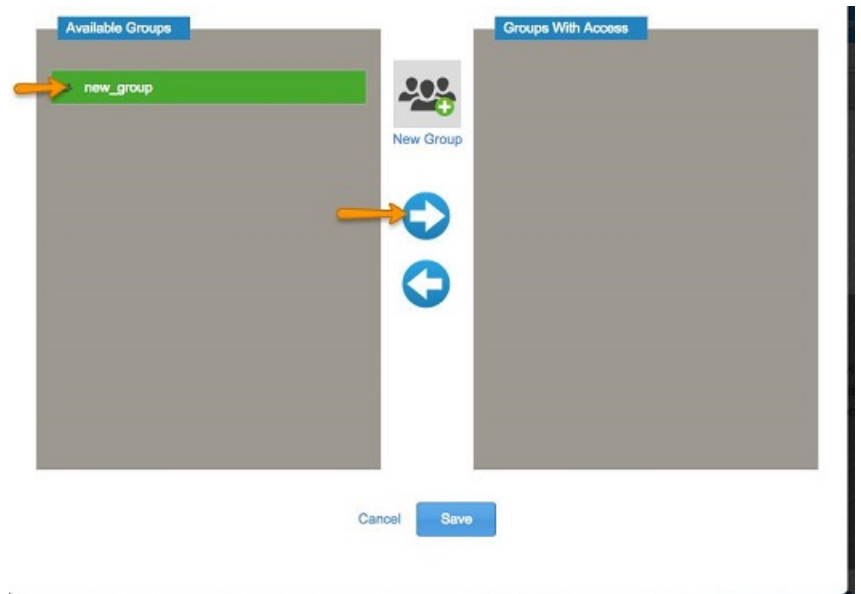 Available Groups
Groups With Access
new_group
New Group
Cancel
Save